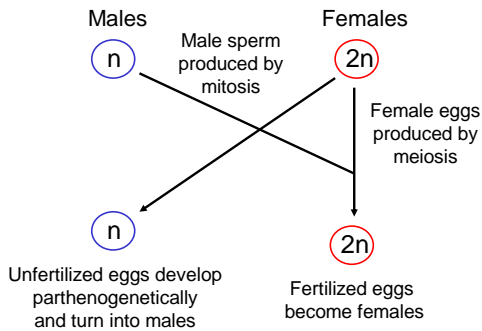 Males
Females
Male sperm
produced by
mitosis
n
2n
Female eggs
produced by
meiosis
n
2n
Unfertilized eggs develop
parthenogenetically
and turn into males
Fertilized eggs
become females